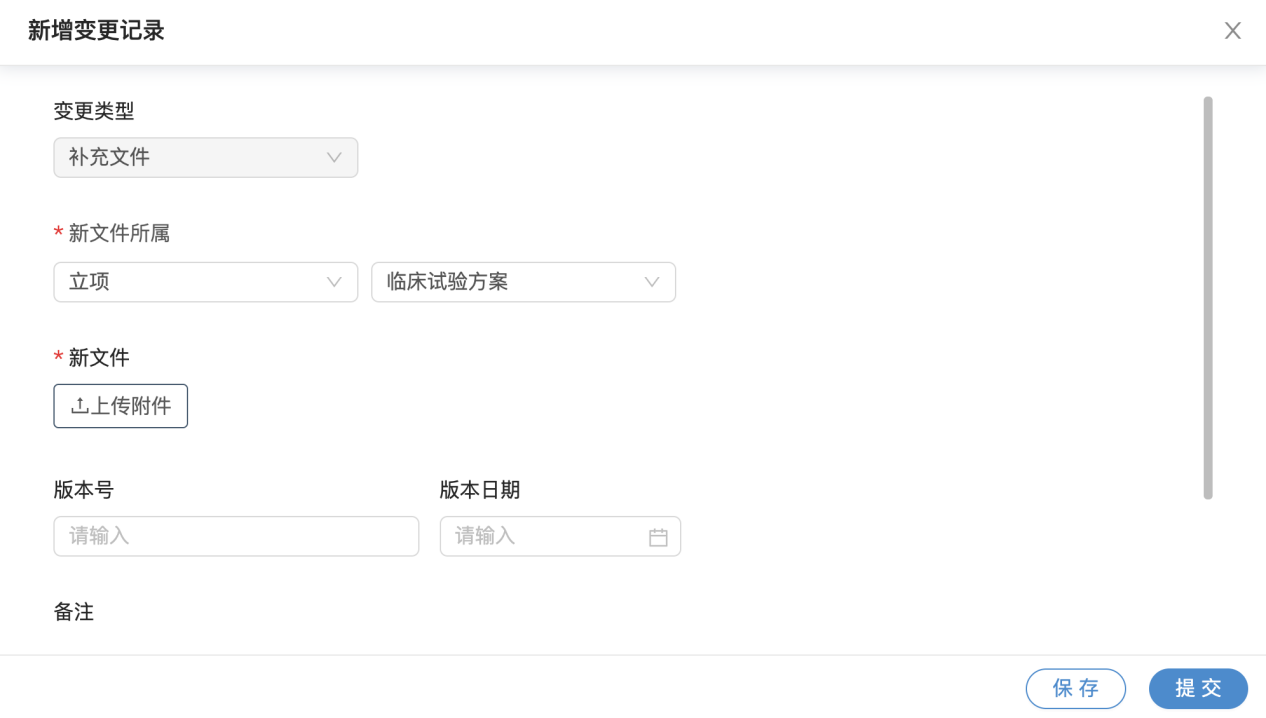 新增变更记录
变更类型
补充文件
* 新文件所属
立项 临床试验方案
* 新文件
上传附件
版本号 版本日期
请输入 请输入
备注
保存 提交